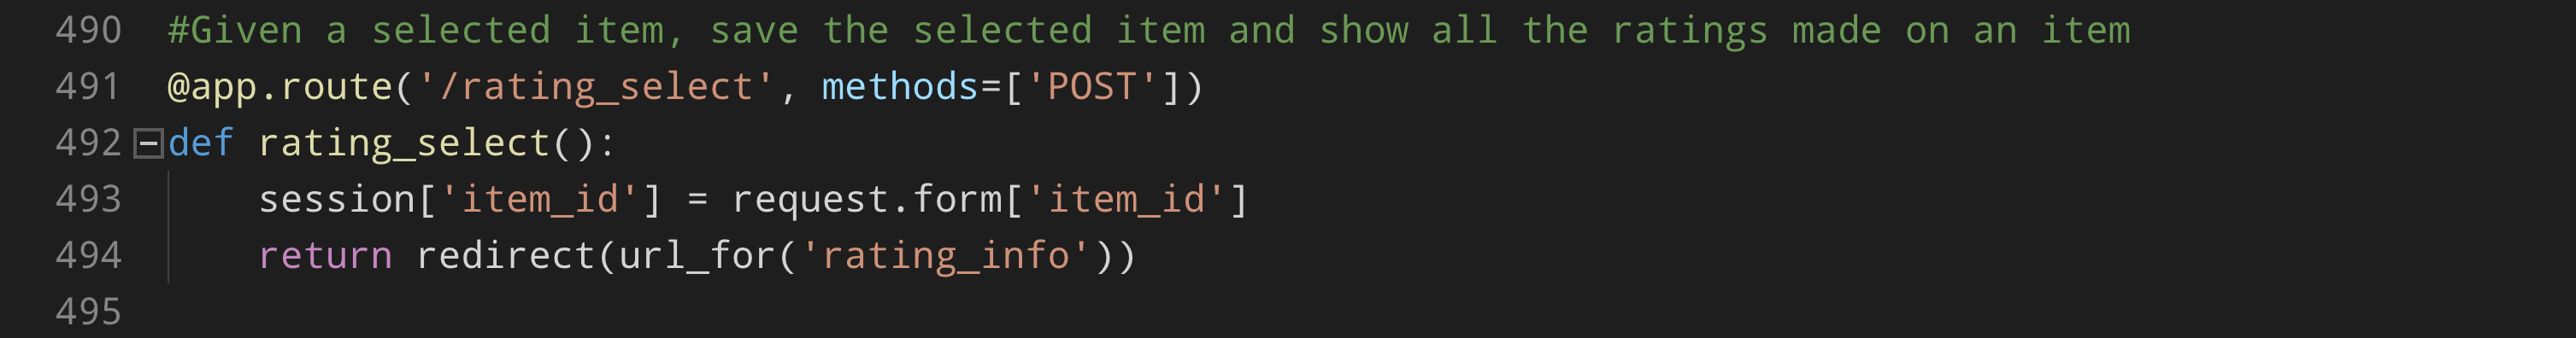 490 #Given a selected item, save the selected item and show all the ratings made on an item
491 @app.route('/rating_select', methods=['POST'])
492 def rating_select():
493     session['item_id'] = request.form['item_id']
494     return redirect(url_for('rating_info'))
495